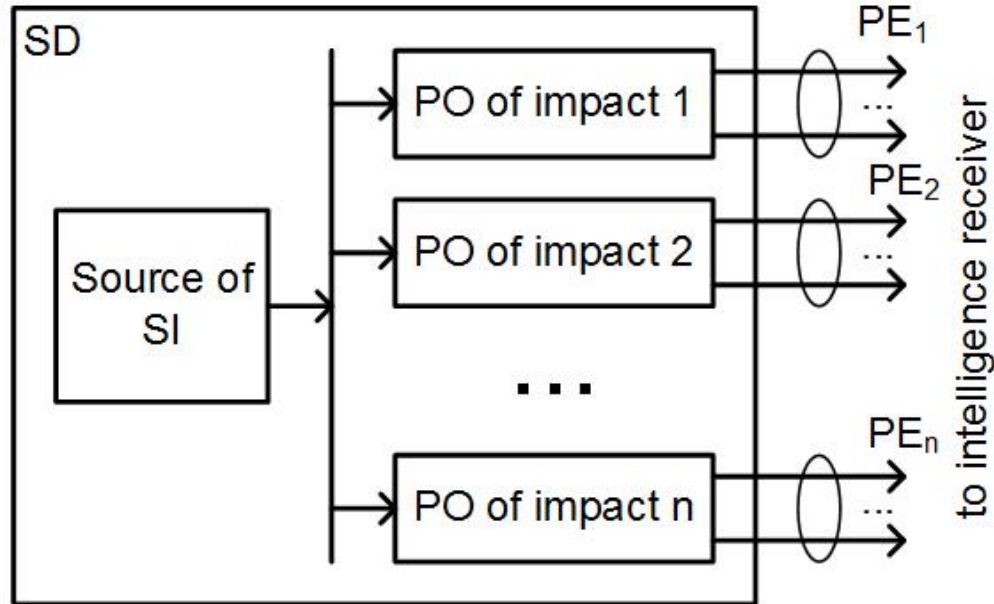 SD
PE₁
PO of impact 1
...
PE₂
Source of
SI
PO of impact 2
...
...
PEₙ
PO of impact n
...
to intelligence receiver